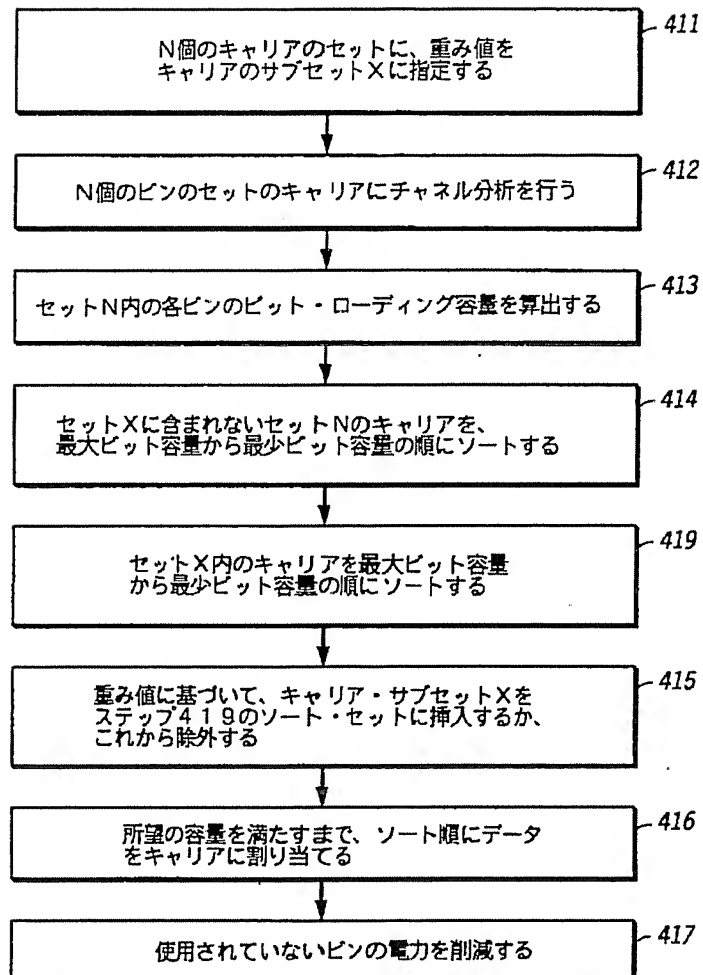 N個のキャリアのセットに、重み値を
キャリアのサブセットXに指定する
411
N個のビンのセットのキャリアにチャネル分析を行う
412
セットN内の各ビンのビット・ローディング容量を算出する
413
セットXに含まれないセットNのキャリアを、
最大ビット容量から最少ビット容量の順にソートする
414
セットX内のキャリアを最大ビット容量
から最少ビット容量の順にソートする
419
重み値に基づいて、キャリア・サブセットXを
ステップ419のソート・セットに挿入するか、
これから除外する
415
所望の容量を満たすまで、ソート順にデータ
をキャリアに割り当てる
416
使用されていないビンの電力を削減する
417